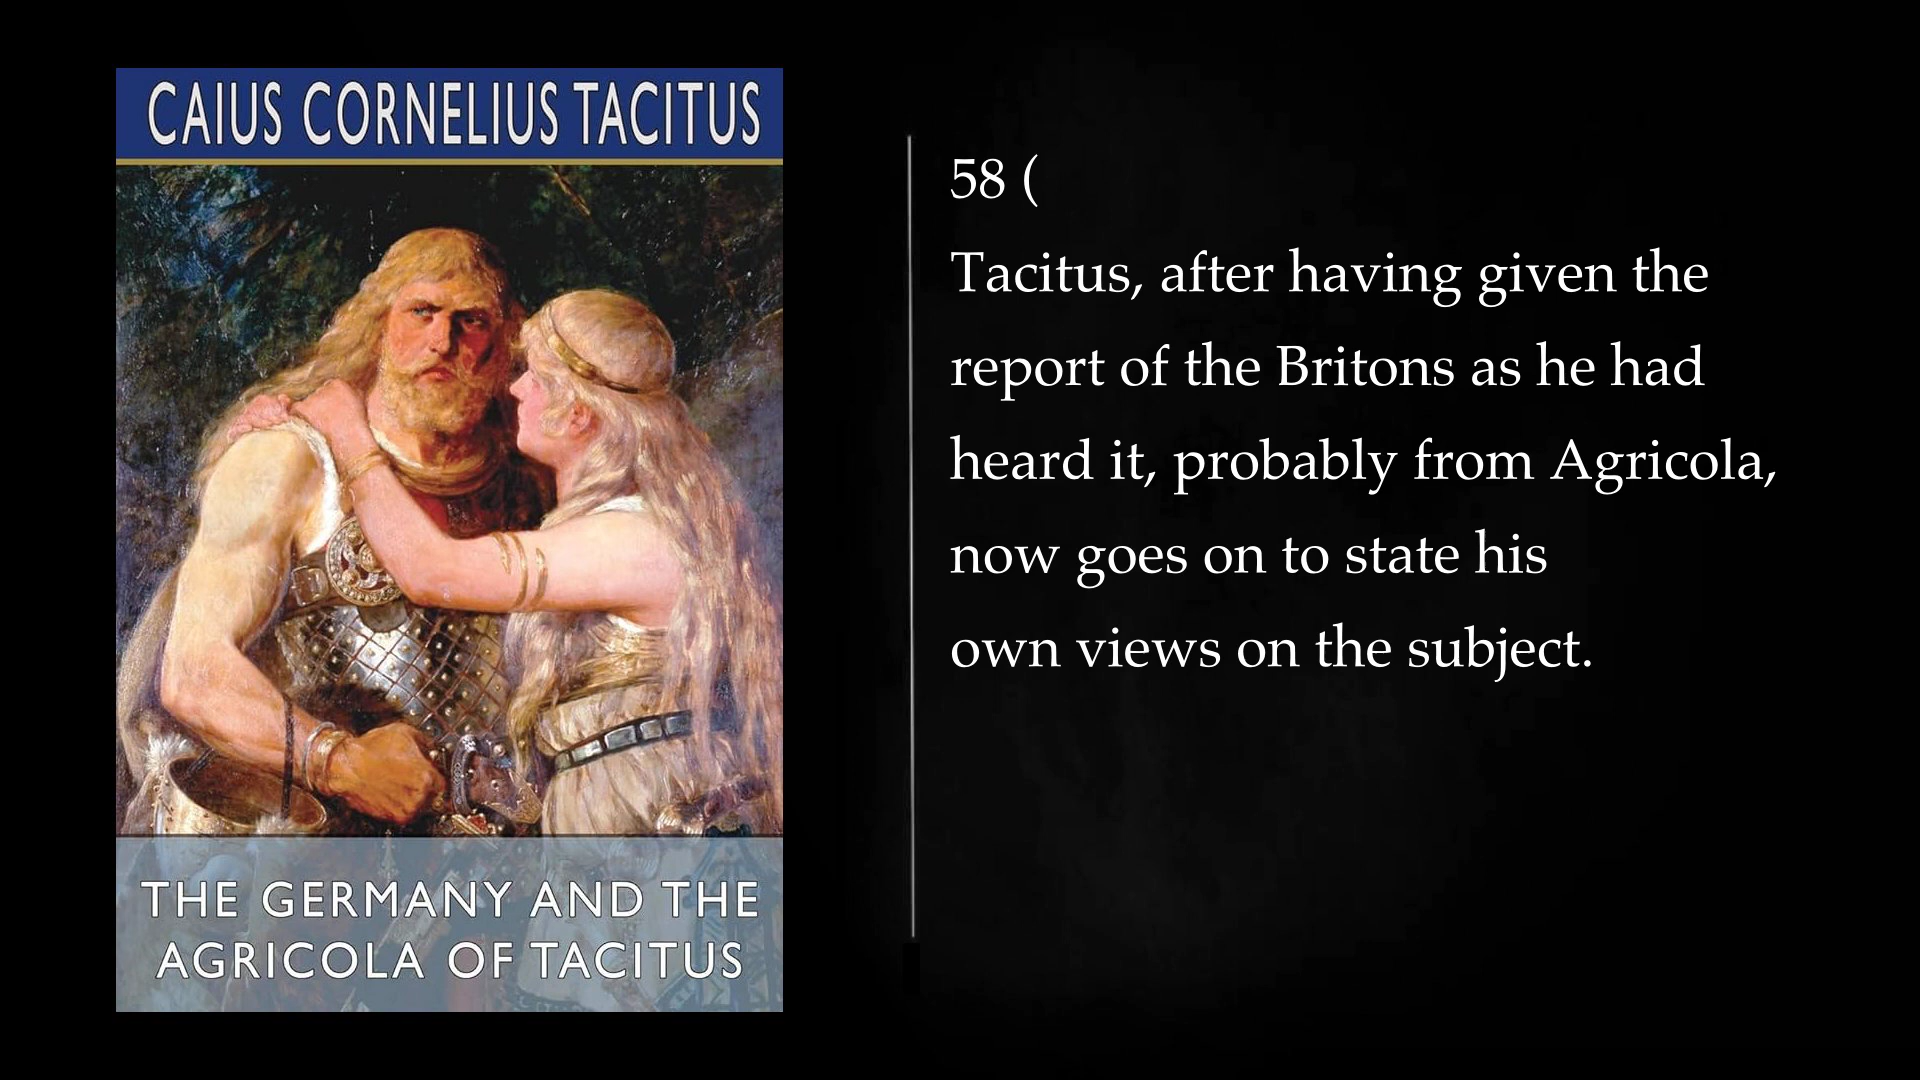 CAIUS CORNELIUS TACITUS
THE GERMANY AND THE
AGRICOLA OF TACITUS
58 (
Tacitus, after having given the
report of the Britons as he had
heard it, probably from Agricola,
now goes on to state his
own views on the subject.